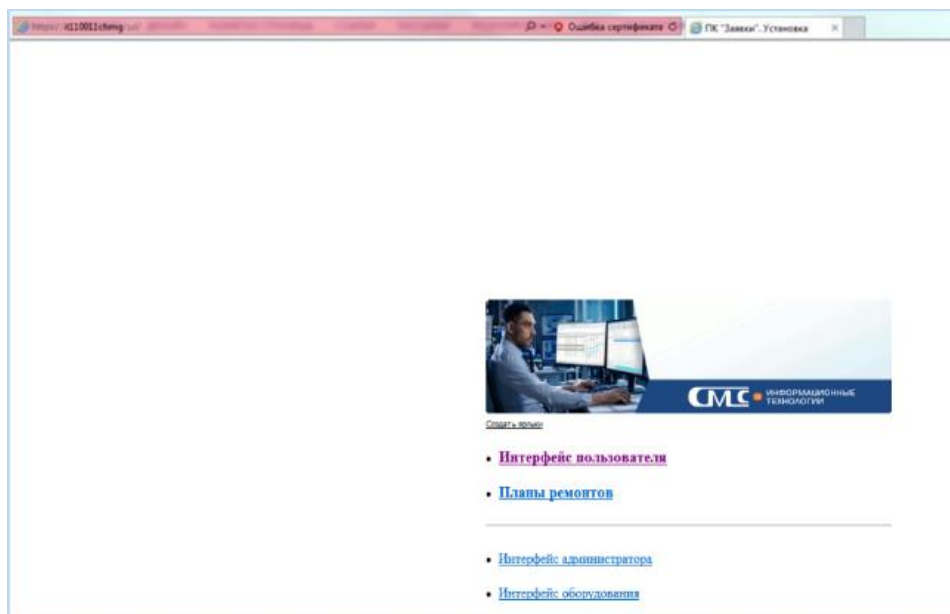 Ошибка сертификата
ПК "Заявки". Установка
ИНФОРМАЦИОННЫЕ
ТЕХНОЛОГИИ
Создать ярлыки
Интерфейс пользователя
Планы ремонтов
Интерфейс администратора
Интерфейс оборудования